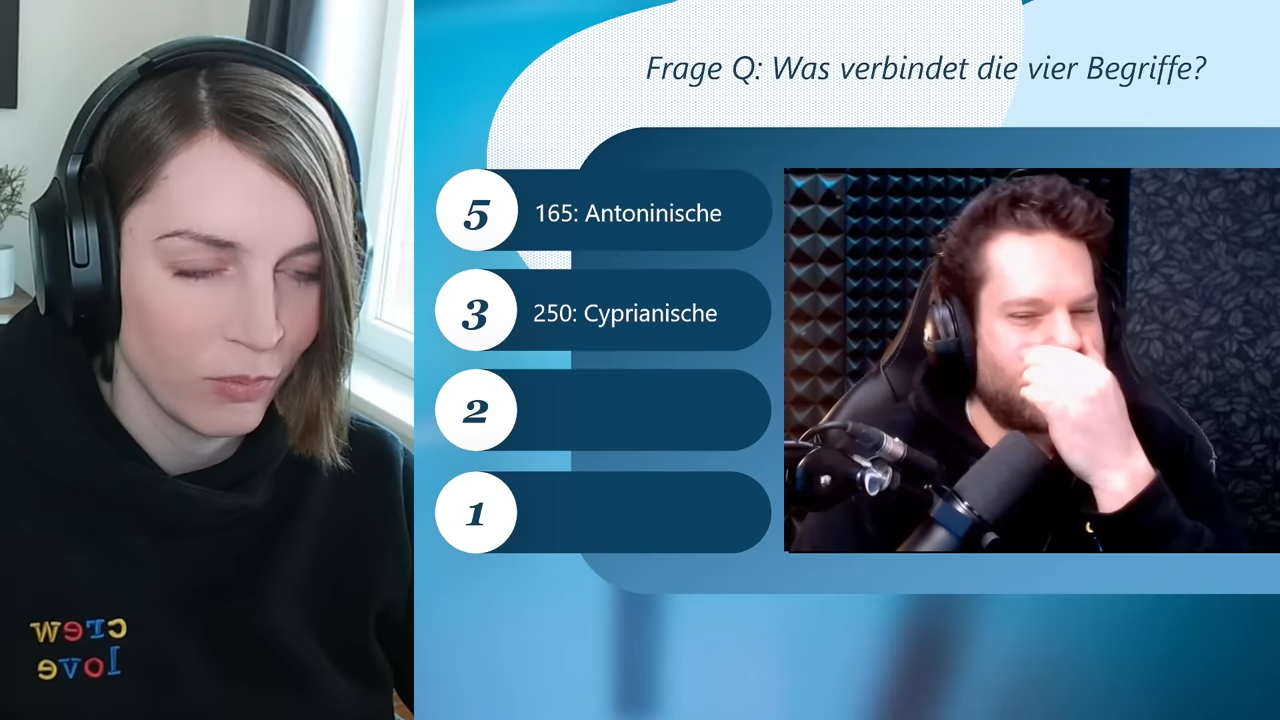 Frage Q: Was verbindet die vier Begriffe?
5 165: Antoninische
3 250: Cyprianische
2
1
crew
love